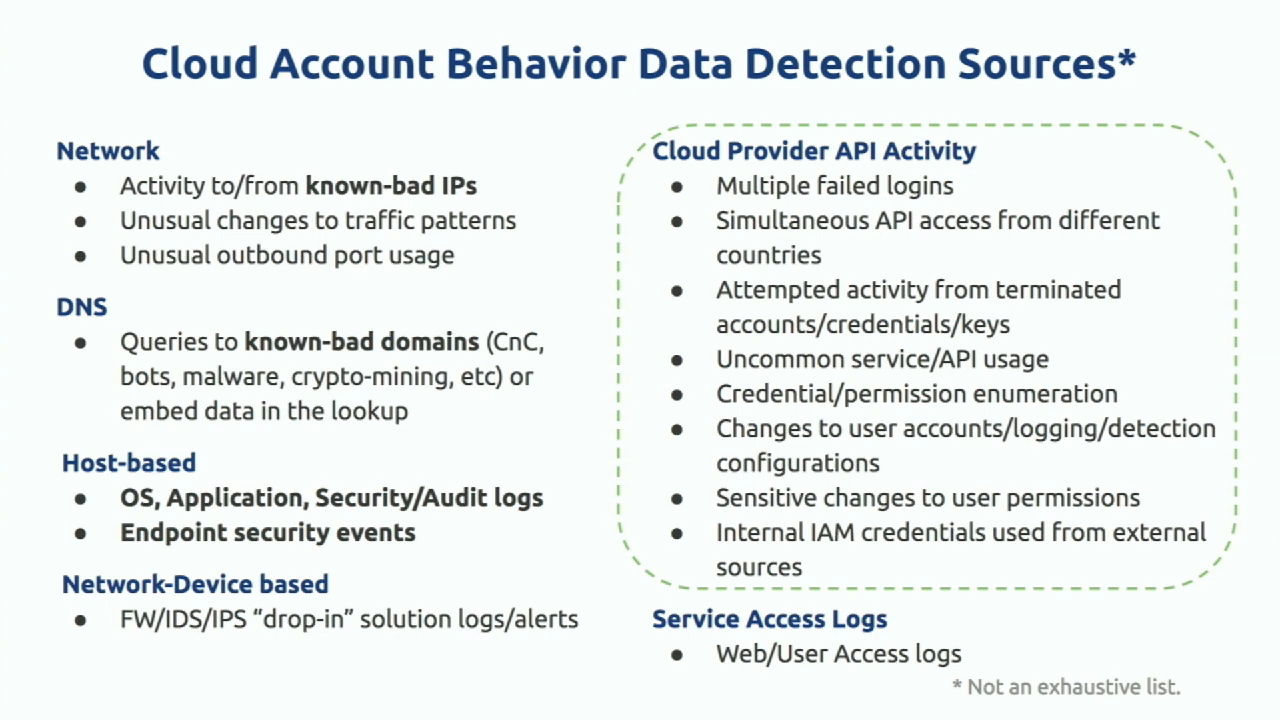 Cloud Account Behavior Data Detection Sources*
Network
● Activity to/from known-bad IPs
● Unusual changes to traffic patterns
● Unusual outbound port usage
DNS
● Queries to known-bad domains (CnC,
bots, malware, crypto-mining, etc) or
embed data in the lookup
Host-based
● OS, Application, Security/Audit logs
● Endpoint security events
Network-Device based
● FW/IDS/IPS “drop-in” solution logs/alerts
Cloud Provider API Activity
● Multiple failed logins
● Simultaneous API access from different
countries
● Attempted activity from terminated
accounts/credentials/keys
● Uncommon service/API usage
● Credential/permission enumeration
● Changes to user accounts/logging/detection
configurations
● Sensitive changes to user permissions
● Internal IAM credentials used from external
sources
Service Access Logs
● Web/User Access logs
* Not an exhaustive list.